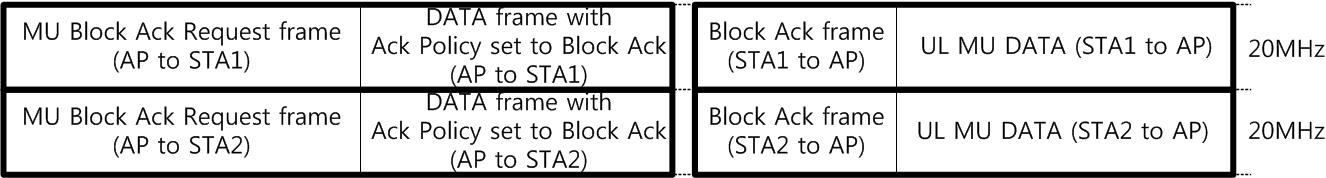 MU Block Ack Request frame
(AP to STA1)
DATA frame with
Ack Policy set to Block Ack
(AP to STA1)
Block Ack frame
(STA1 to AP)
UL MU DATA (STA1 to AP)
20MHz
MU Block Ack Request frame
(AP to STA2)
DATA frame with
Ack Policy set to Block Ack
(AP to STA2)
Block Ack frame
(STA2 to AP)
UL MU DATA (STA2 to AP)
20MHz